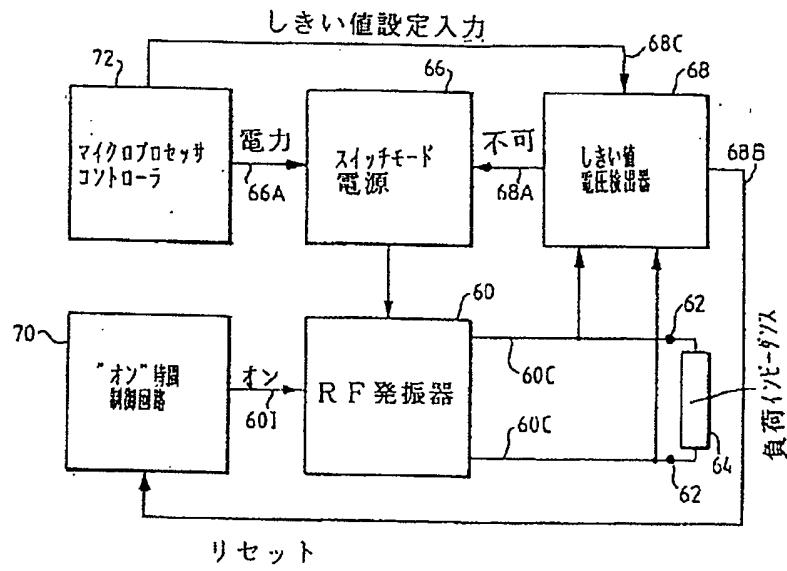 しきい値設定入力
72
66
68C
68
マイクロプロセッサ
コントローラ
電力
66A
スイッチモード
電源
不可
68A
しきい値
電圧検出器
68B
70
"オン"時間
制御回路
オン
60I
60
RF発振器
60C
60C
62
62
64
負荷インピーダンス
リセット